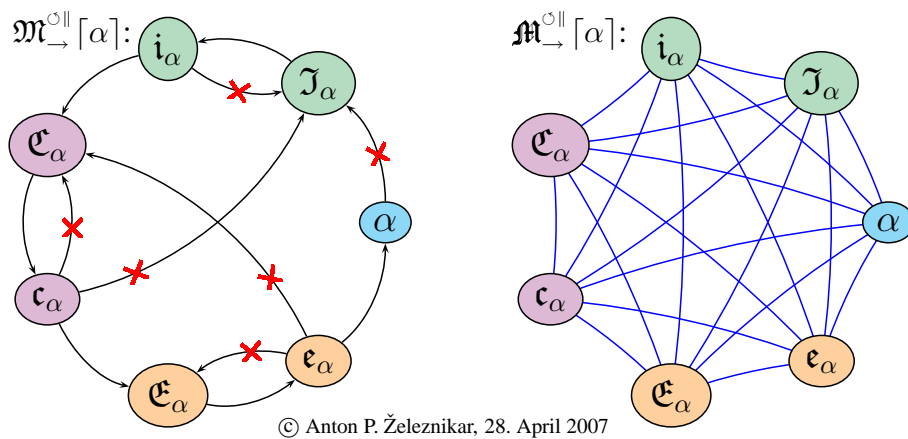 𝔐→^↺∥⌈α⌉: 𝔦α
ℑα
ℭα
α
𝔠α
𝔢α
𝔈α
𝕸→^↺∥⌈α⌉: 𝔦α
ℑα
ℭα
α
𝔠α
𝔢α
𝔈α
© Anton P. Železnikar, 28. April 2007